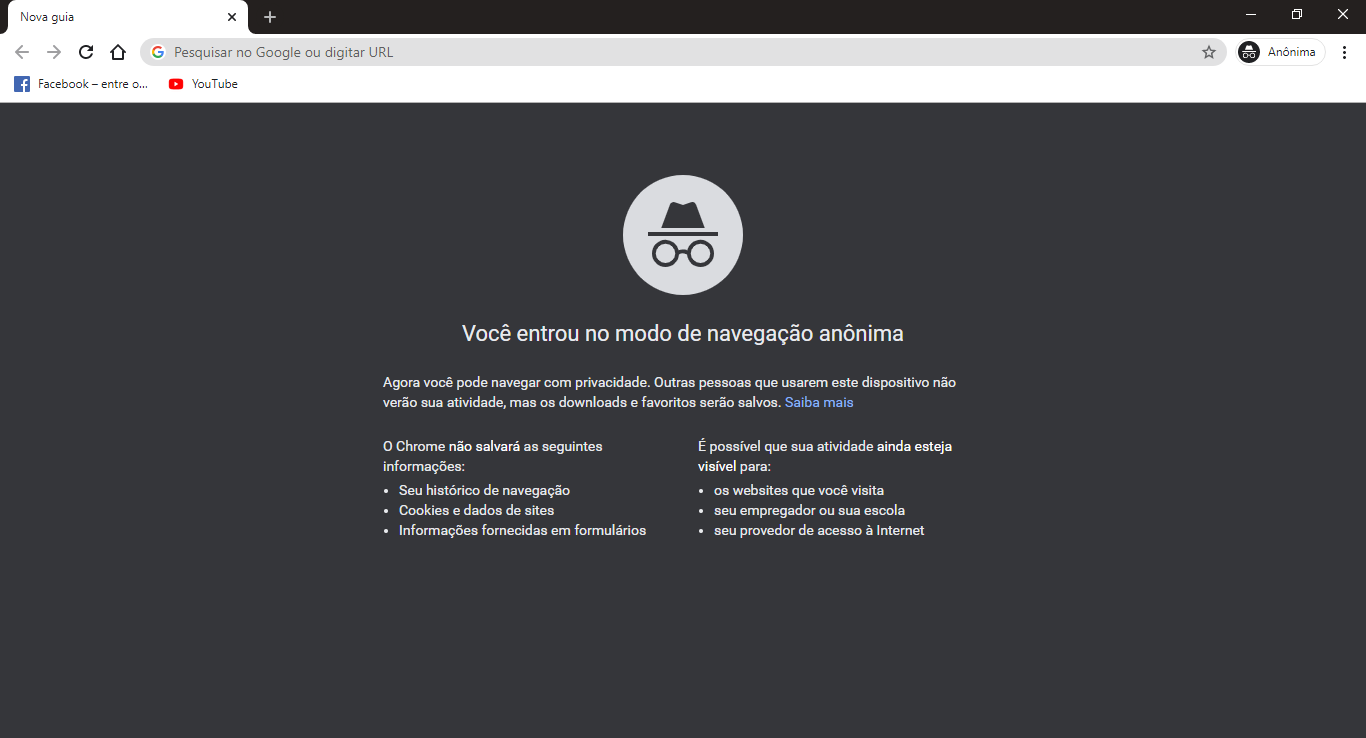 Nova guia
Pesquisar no Google ou digitar URL
Anônima
Facebook – entre o...
YouTube
Você entrou no modo de navegação anônima
Agora você pode navegar com privacidade. Outras pessoas que usarem este dispositivo não
verão sua atividade, mas os downloads e favoritos serão salvos. Saiba mais
O Chrome não salvará as seguintes
informações:
• Seu histórico de navegação
• Cookies e dados de sites
• Informações fornecidas em formulários
É possível que sua atividade ainda esteja
visível para:
• os websites que você visita
• seu empregador ou sua escola
• seu provedor de acesso à Internet